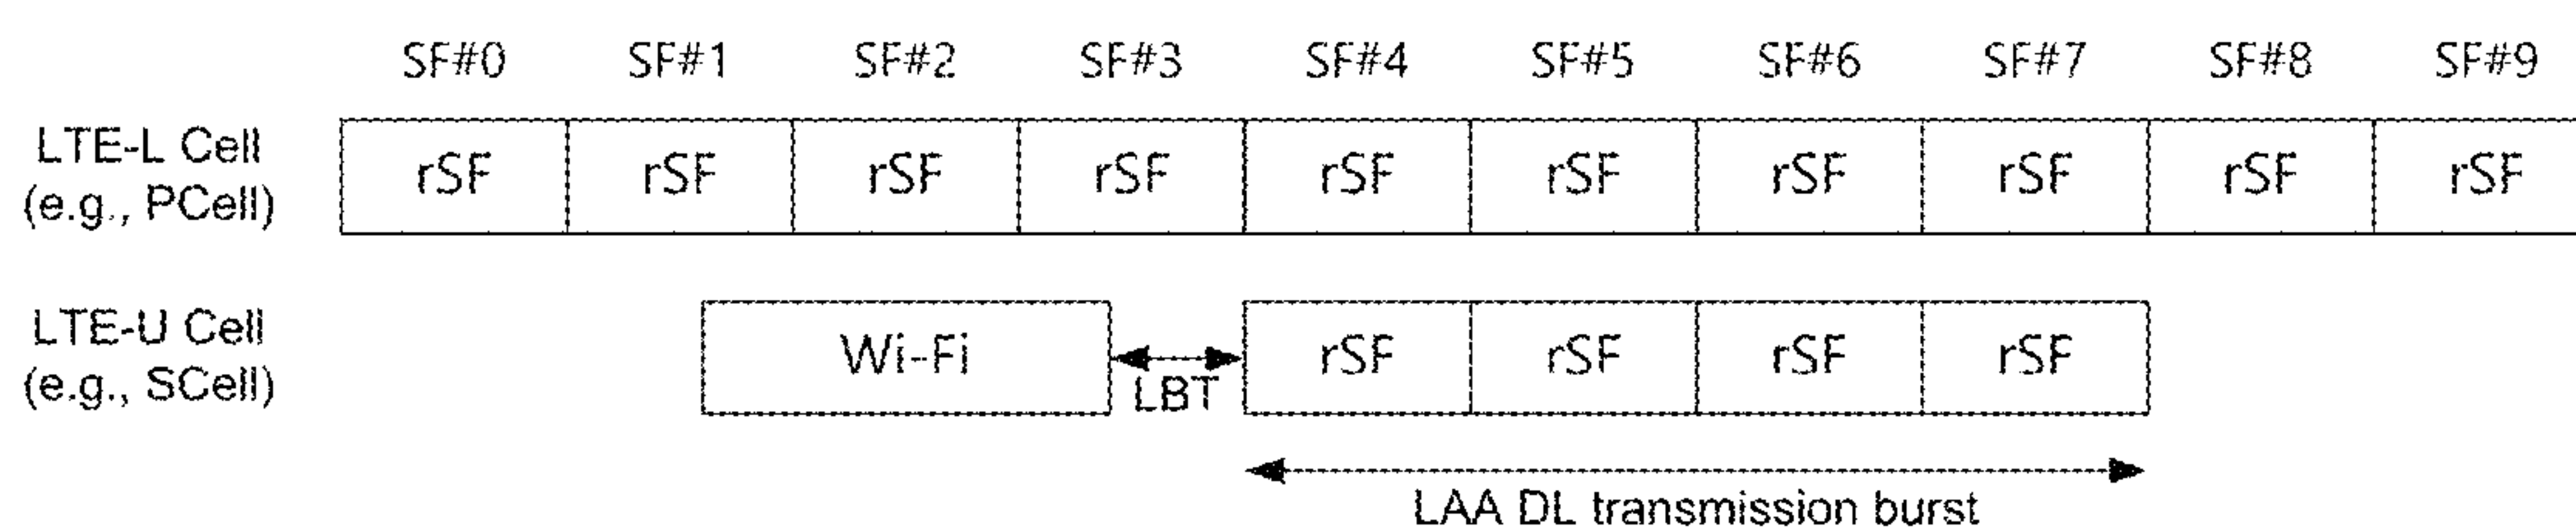 SF#0 SF#1 SF#2 SF#3 SF#4 SF#5 SF#6 SF#7 SF#8 SF#9
LTE-L Cell
(e.g., PCell)
rSF rSF rSF rSF rSF rSF rSF rSF rSF rSF
LTE-U Cell
(e.g., SCell)
Wi-Fi
LBT
rSF rSF rSF rSF
LAA DL transmission burst